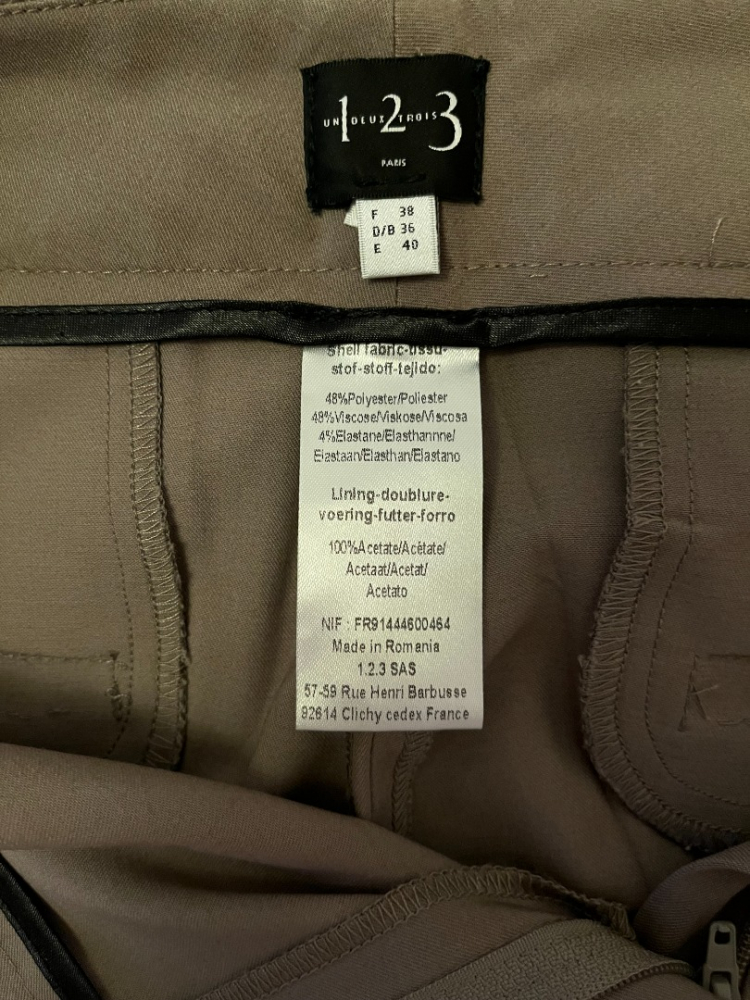 UN 1 DEUX 2 TROIS 3
PARIS
F 38
D/B 36
E 40
Shell fabric-tissu-
stof-stoff-tejido:
48%Polyester/Poliester
48%Viscose/Viskose/Viscosa
4%Elastane/Elasthannne/
Elastaan/Elasthan/Elastano
Lining-doublure-
voering-futter-forro
100%Acetate/Acétate/
Acetaat/Acetat/
Acetato
NIF : FR91444600464
Made in Romania
1.2.3 SAS
57-59 Rue Henri Barbusse
92614 Clichy cedex France